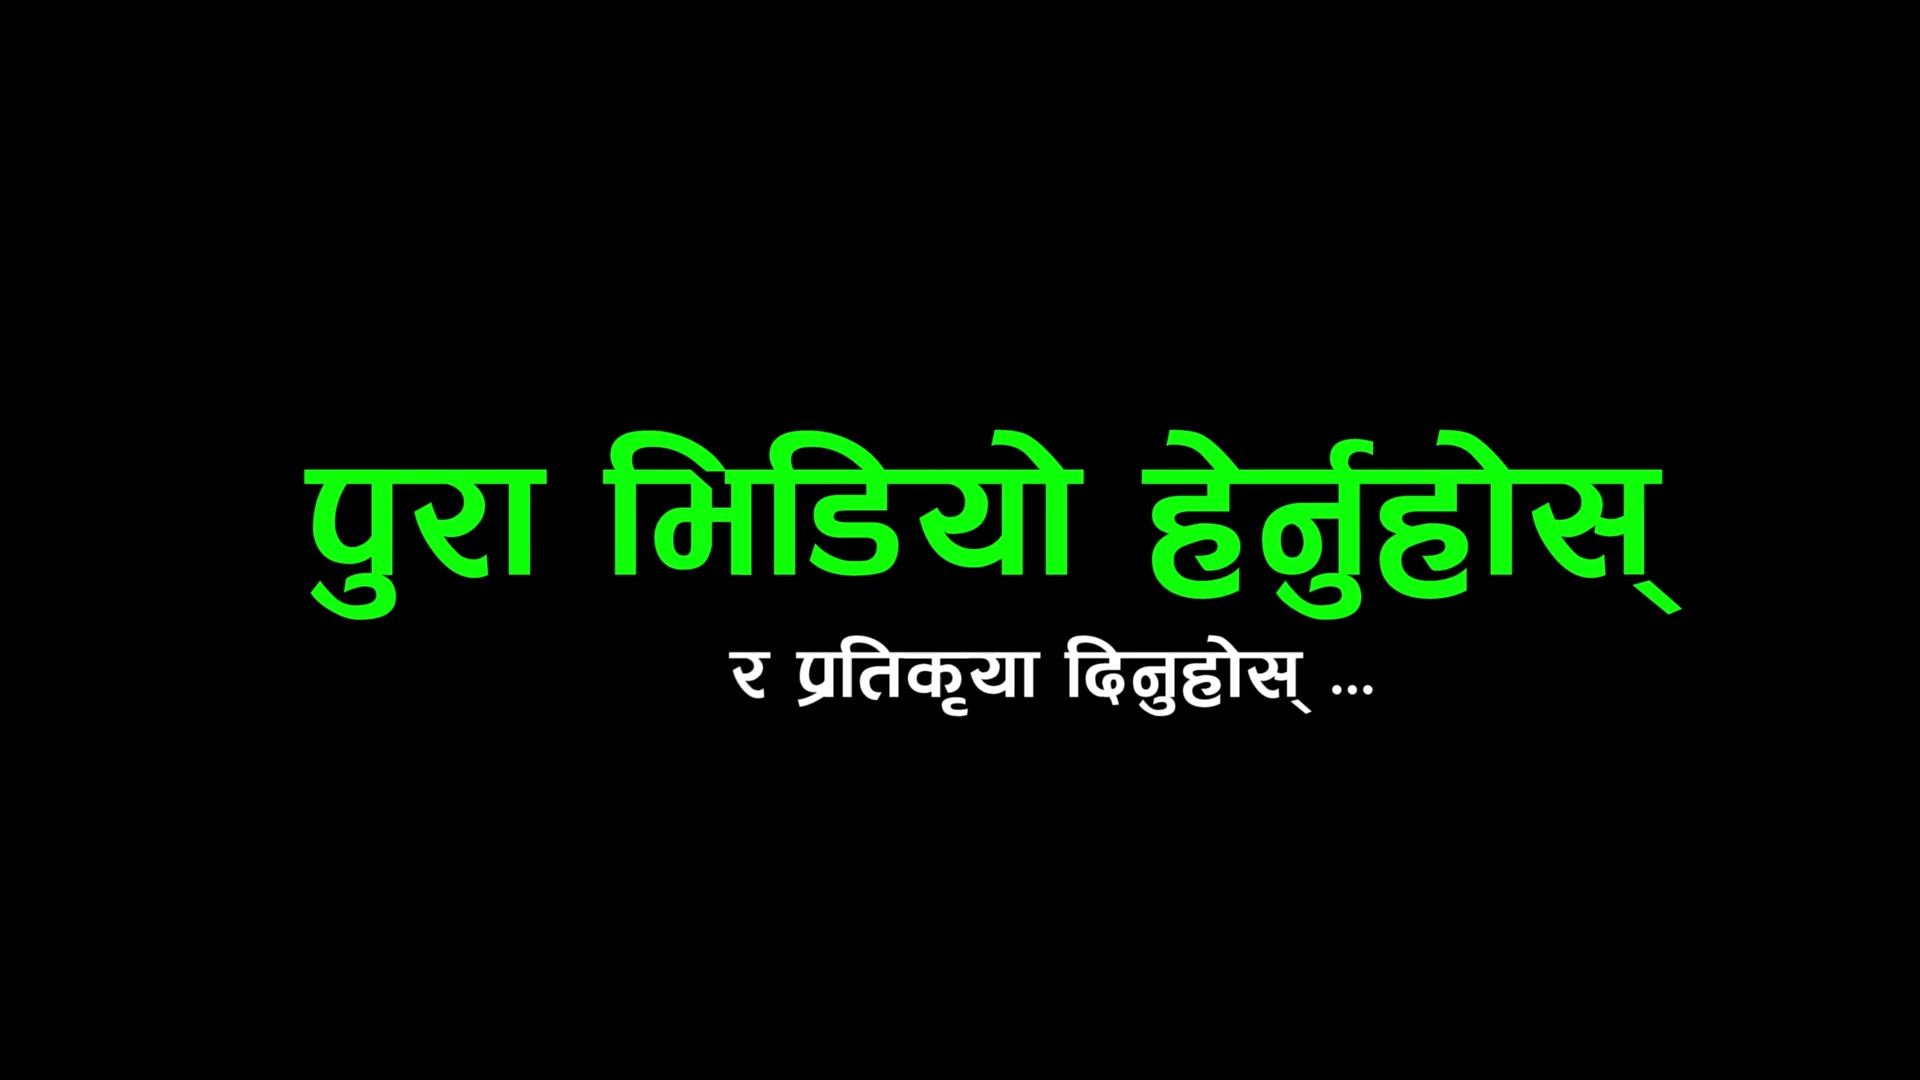 पुरा भिडियो हेर्नुहोस्
र प्रतिकृया दिनुहोस् ...